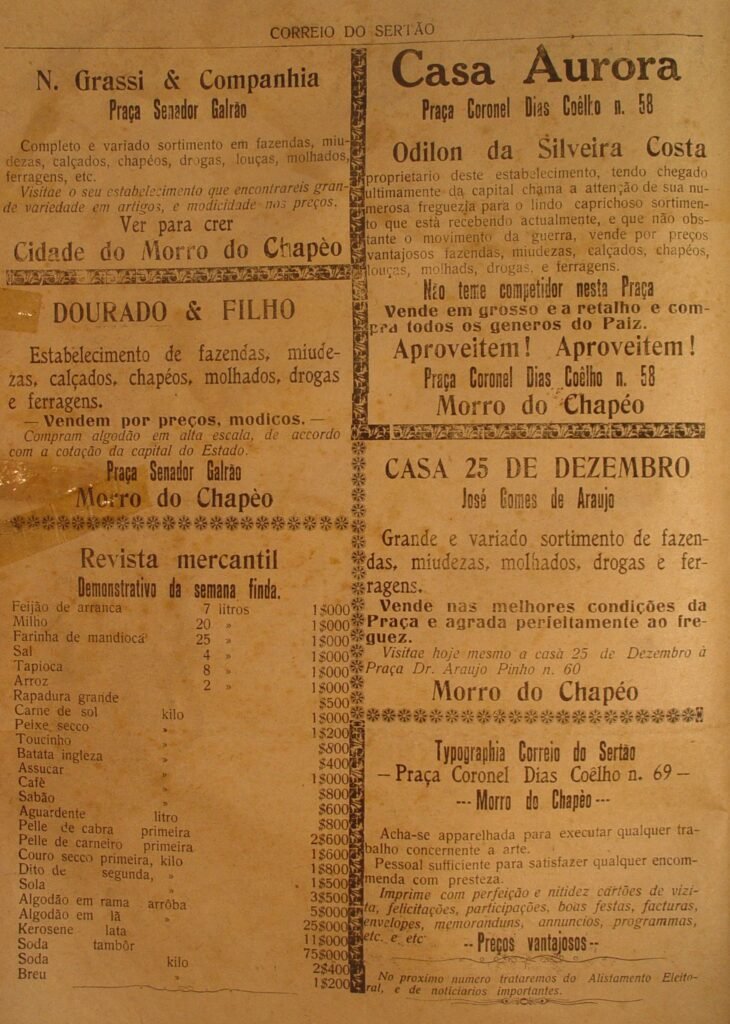 CORREIO DO SERTÃO
N. Grassi & Companhia
Praça Senador Galrão
Completo e variado sortimento em fazendas, miu-
dezas, calçados, chapéos, drogas, louças, molhados,
ferragens, etc.
Visitae o seu estabelecimento que encontrareis gran-
de variedade em artigos, e modicidade nos preços.
Ver para crer
Cidade do Morro do Chapèo
DOURADO & FILHO
Estabelecimento de fazendas, miude-
zas, calçados, chapéos, molhados, drogas
e ferragens.
— Vendem por preços, modicos. —
Compram algodão em alta escala, de accordo
com a cotação da capital do Estado.
Praça Senador Galrão
Morro do Chapèo
Revista mercantil
Demonstrativo da semana finda.
Feijão de arranca 7 litros 1$000
Milho 20 » 1$000
Farinha de mandioca 25 » 1$000
Sal 4 » 1$000
Tapioca 8 » 1$000
Arroz 2 » 1$000
Rapadura grande $500
Carne de sol kilo 1$000
Peixe secco » 1$200
Toucinho » $800
Batata ingleza » $400
Assucar » 1$000
Cafè » $800
Sabão » $600
Aguardente litro $800
Pelle de cabra primeira 2$600
Pelle de carneiro primeira 1$600
Couro secco primeira, kilo 1$800
Dito de segunda, » 1$500
Sola » 3$500
Algodão em rama arrôba 5$000
Algodão em lã » 25$000
Kerosene lata 11$000
Soda tambôr 75$000
Soda kilo 2$400
Breu » 1$200
Casa Aurora
Praça Coronel Dias Coêlho n. 58
Odilon da Silveira Costa
proprietario deste estabelecimento, tendo chegado
ultimamente da capital chama a attenção de sua nu-
merosa freguezia para o lindo caprichoso sortimen-
to que está recebendo actualmente, e que não obs-
tante o movimento da guerra, vende por preços
vantajosos fazendas, miudezas, calçados, chapéos,
louças, molhads, drogas, e ferragens.
Não teme competidor nesta Praça
Vende em grosso e a retalho e com-
pra todos os generos do Paiz.
Aproveitem! Aproveitem!
Praça Coronel Dias Coêlho n. 58
Morro do Chapéo
CASA 25 DE DEZEMBRO
José Gomes de Araujo
Grande e variado sortimento de fazen-
das, miudezas, molhados, drogas e fer-
ragens.
Vende nas melhores condições da
Praça e agrada perfeitamente ao fre-
guez.
Visitae hoje mesmo a casa 25 de Dezembro à
Praça Dr. Araujo Pinho n. 60
Morro do Chapéo
Typographia Correio do Sertão
— Praça Coronel Dias Coêlho n. 69 —
--- Morro do Chapèo ---
Acha-se apparelhada para executar qualquer tra-
balho concernente a arte.
Pessoal sufficiente para satisfazer qualquer encom-
menda com presteza.
Imprime com perfeição e nitidez cartões de vizi-
ta, felicitações, participações, boas festas, facturas,
envelopes, memoranduns, annuncios, programmas,
etc. e etc
-- Preços vantajosos --
No proximo numero trataremos do Alistamento Eleito-
ral, e de noticiarios importantes.